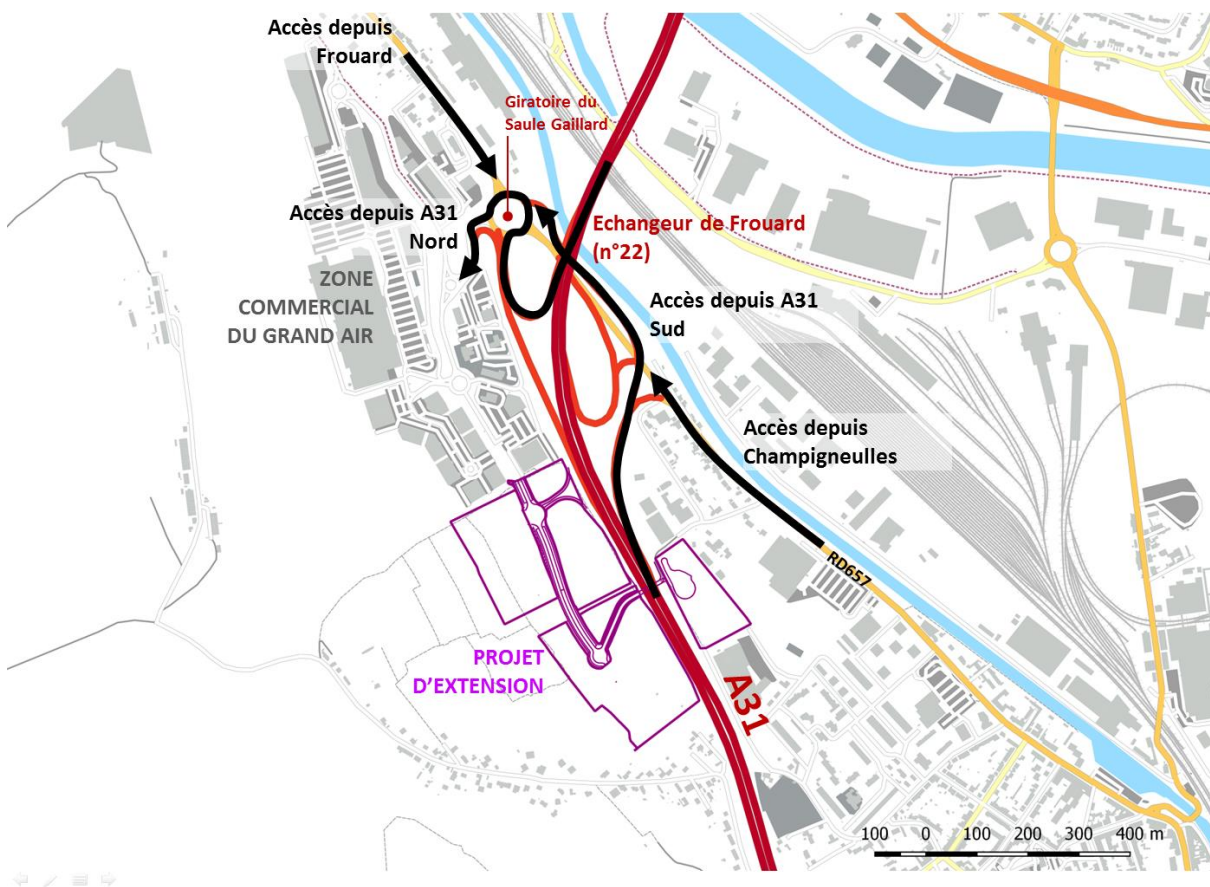 Accès depuis
Frouard
Giratoire du
Saule Gaillard
Accès depuis A31
Nord
Echangeur de Frouard
(n°22)
ZONE
COMMERCIAL
DU GRAND AIR
Accès depuis A31
Sud
Accès depuis
Champigneulles
RD657
PROJET
D'EXTENSION
A31
100 0 100 200 300 400 m